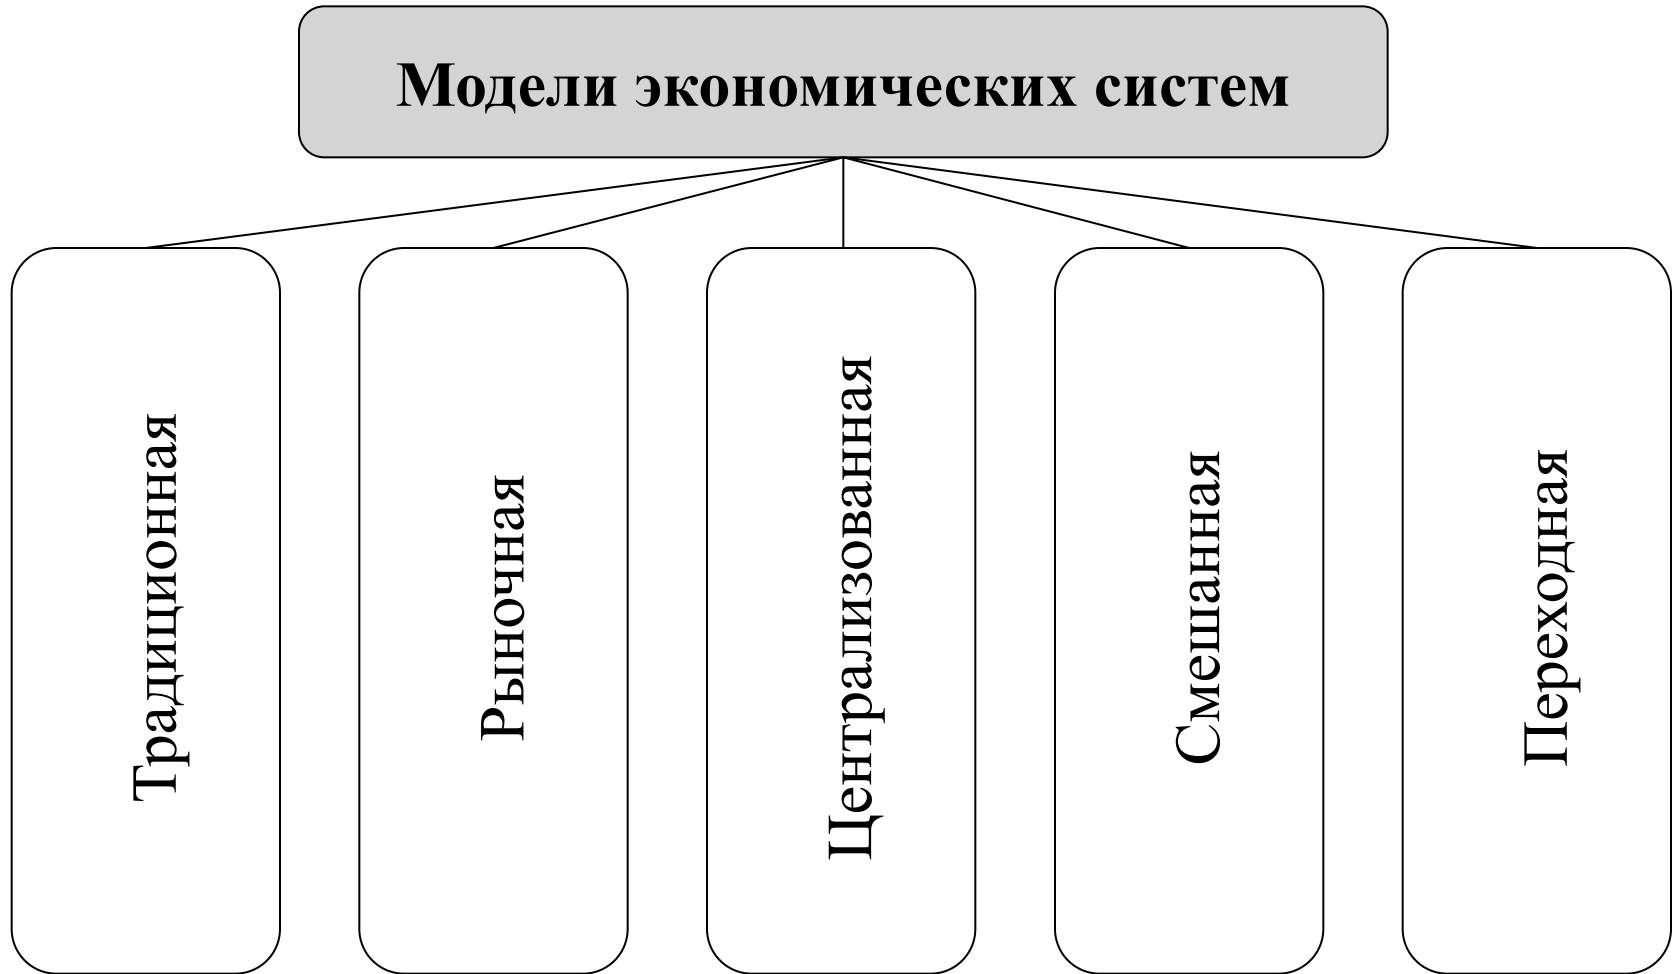 Модели экономических систем
Традиционная
Рыночная
Централизованная
Смешанная
Переходная